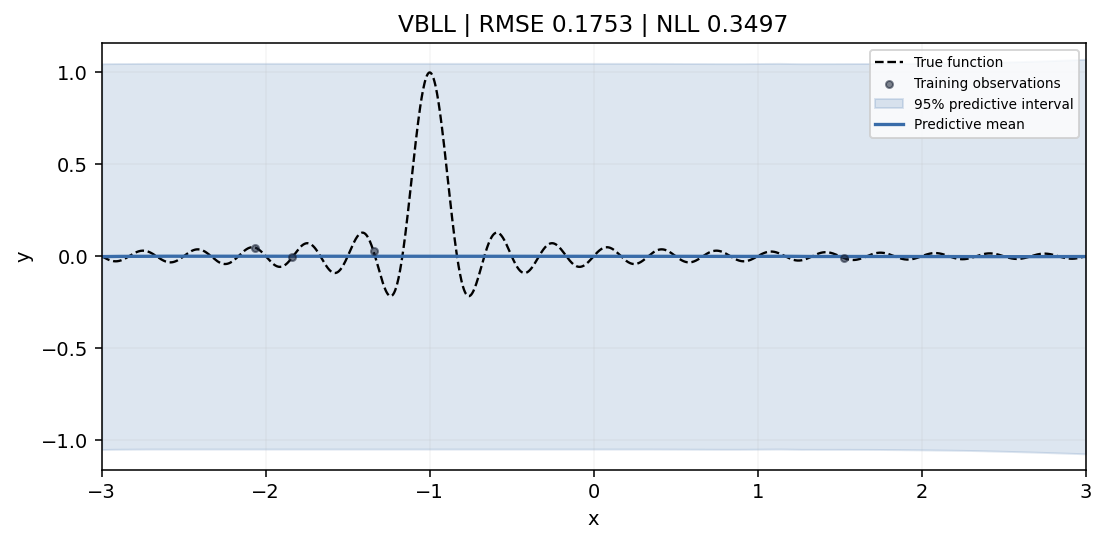 VBLL | RMSE 0.1753 | NLL 0.3497
True function
Training observations
95% predictive interval
Predictive mean
1.0
0.5
0.0
−0.5
−1.0
y
−3
−2
−1
0
1
2
3
x